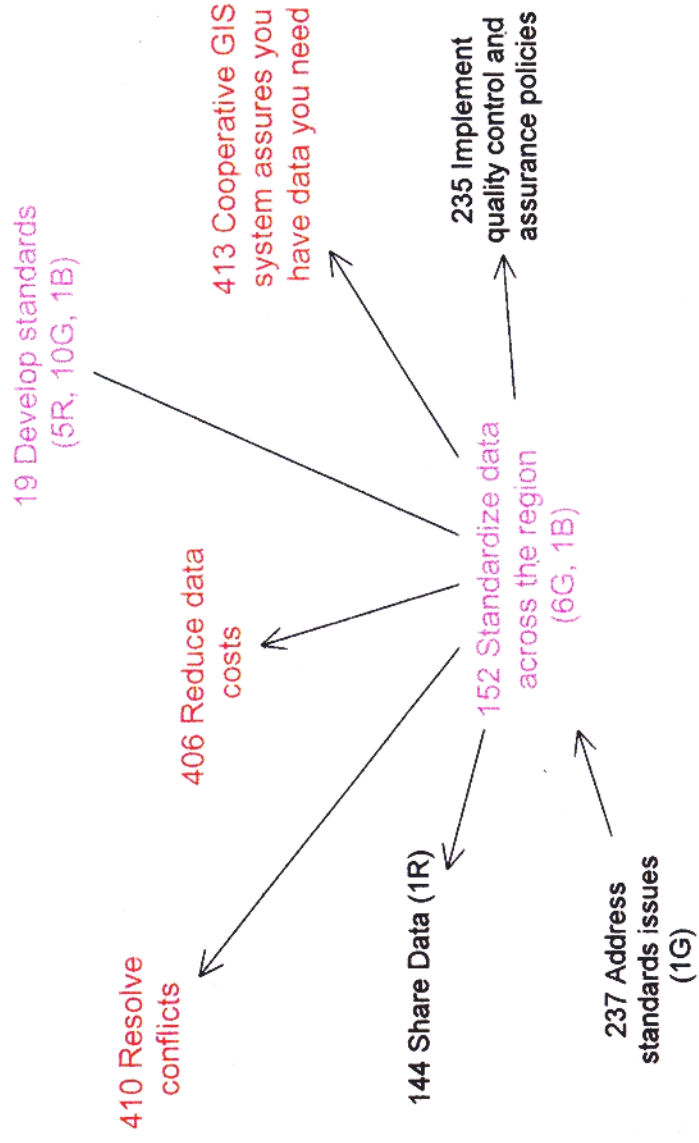 410 Resolve
conflicts
406 Reduce data
costs
19 Develop standards
(5R, 10G, 1B)
413 Cooperative GIS
system assures you
have data you need
144 Share Data (1R)
152 Standardize data
across the region
(6G, 1B)
235 Implement
quality control and
assurance policies
237 Address
standards issues
(1G)